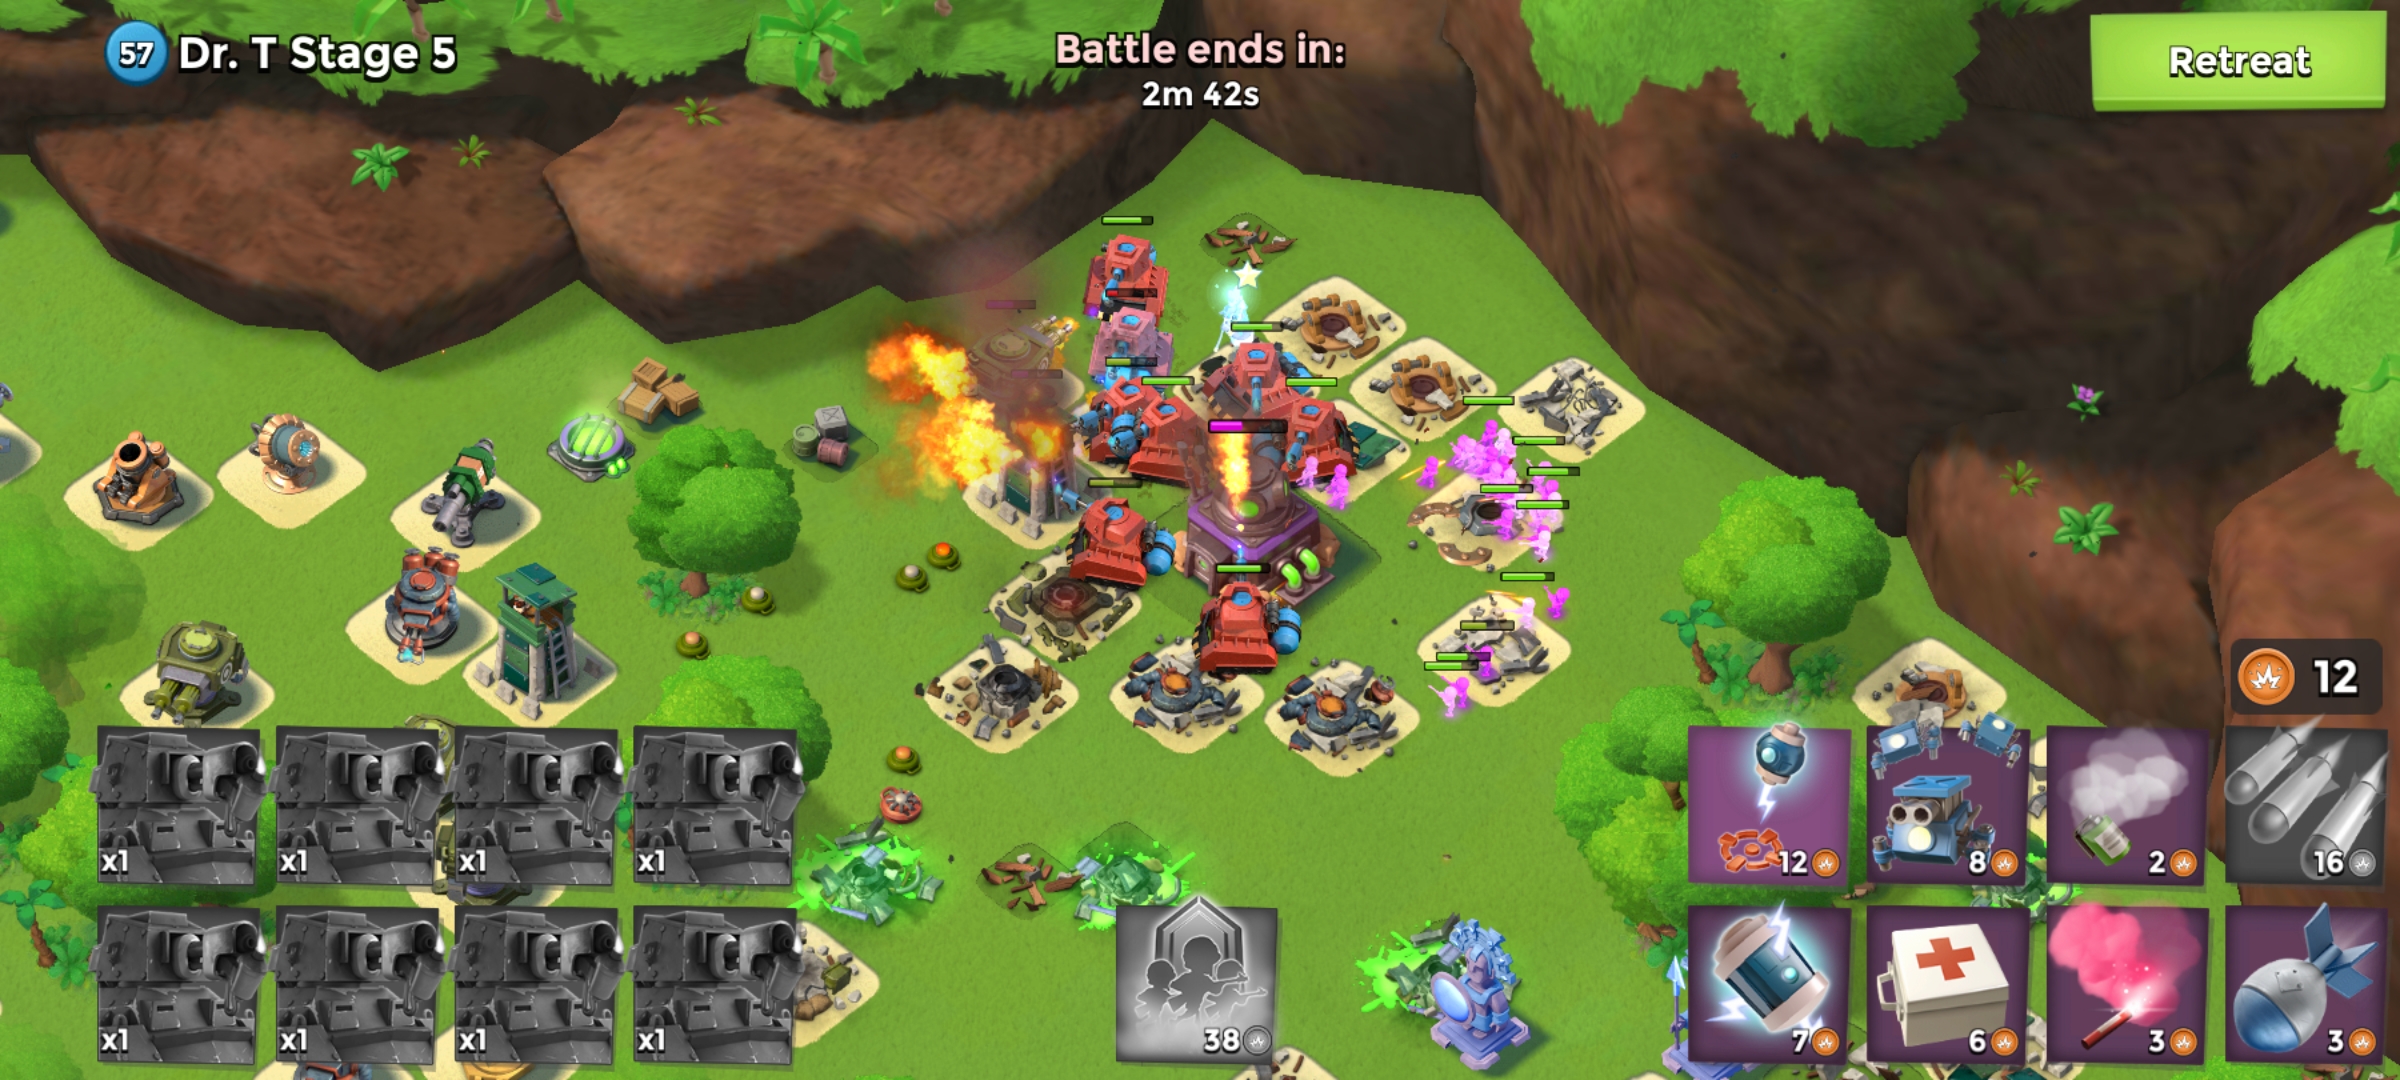 57 Dr. T Stage 5
Battle ends in:
2m 42s
Retreat
12
x1 x1 x1 x1
12 8 2 16
x1 x1 x1 x1
38
7 6 3 3